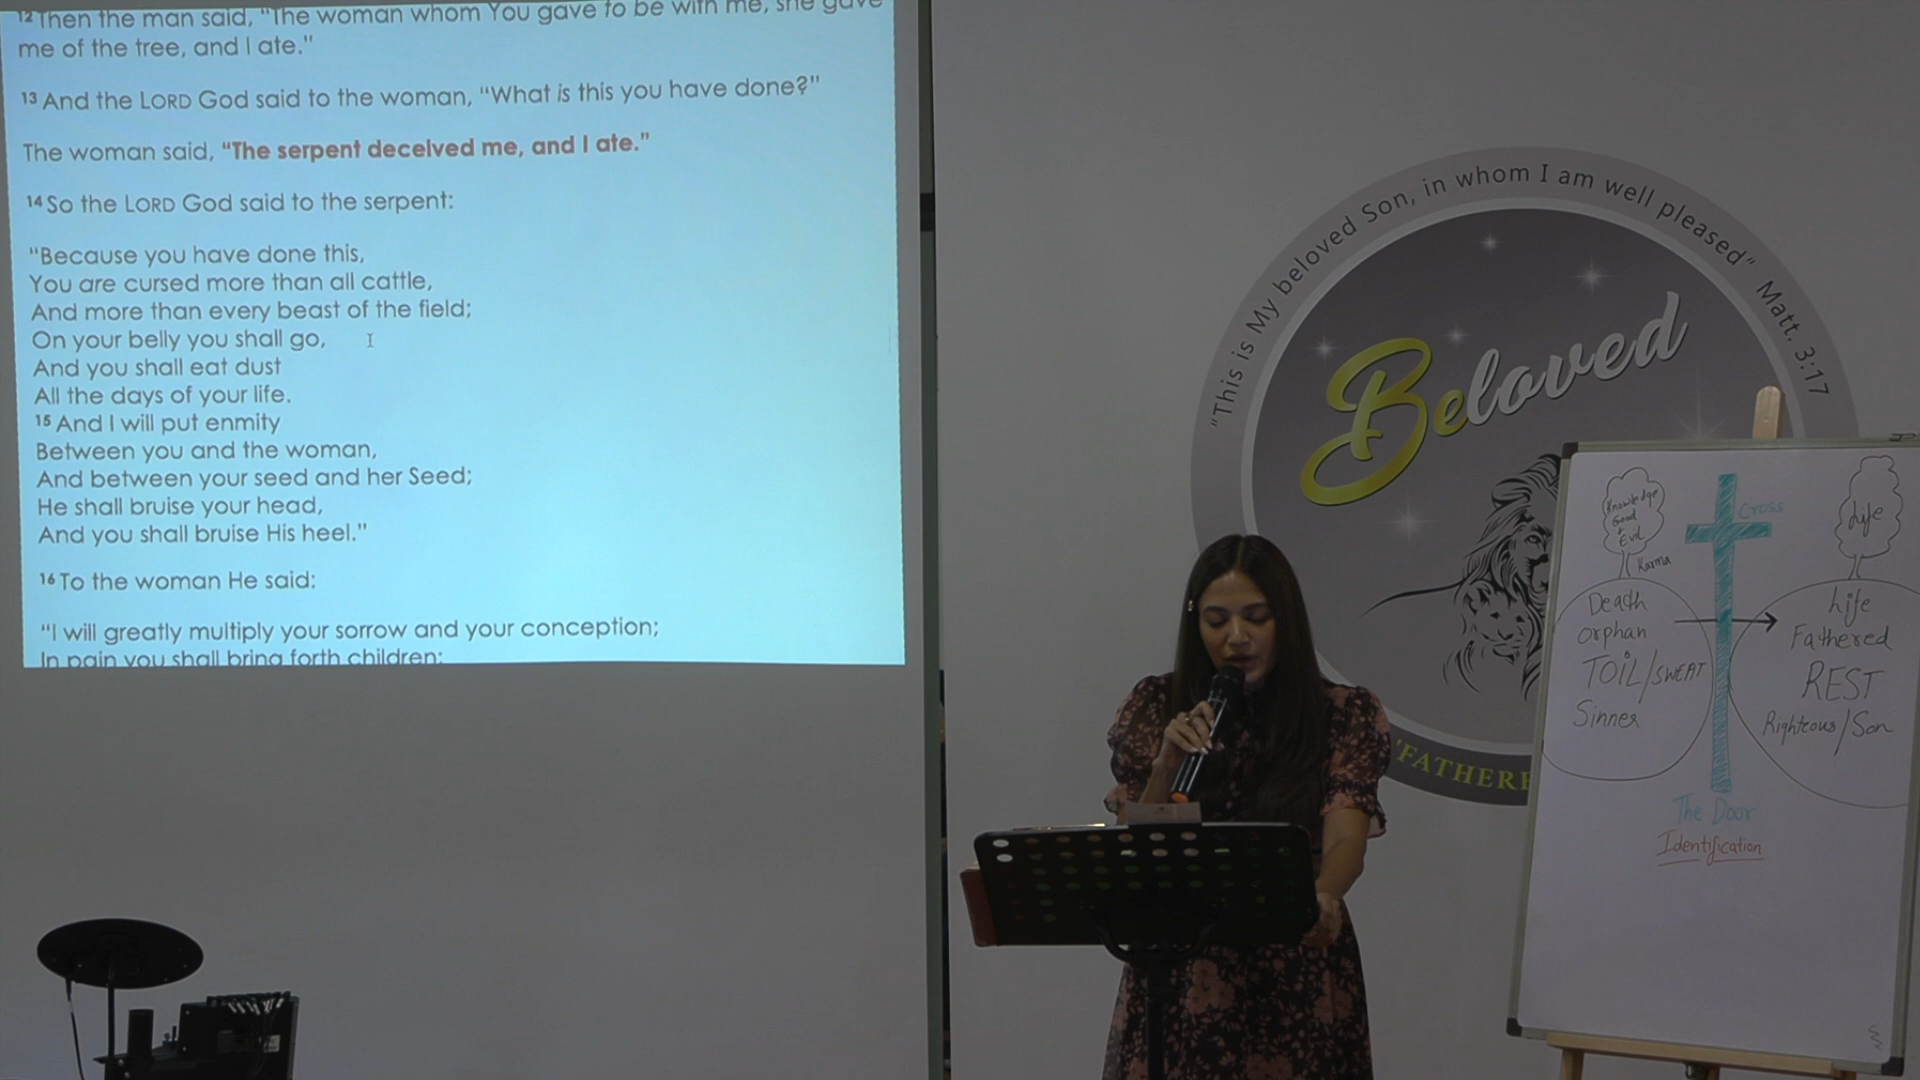 12 Then the man said, "The woman whom You gave to be with me, she gave
me of the tree, and I ate."
13 And the LORD God said to the woman, "What is this you have done?"
The woman said, "The serpent deceived me, and I ate."
14 So the LORD God said to the serpent:
"Because you have done this,
You are cursed more than all cattle,
And more than every beast of the field;
On your belly you shall go,
And you shall eat dust
All the days of your life.
15 And I will put enmity
Between you and the woman,
And between your seed and her Seed;
He shall bruise your head,
And you shall bruise His heel."
16 To the woman He said:
"I will greatly multiply your sorrow and your conception;
In pain you shall bring forth children;
"This is My beloved Son, in whom I am well pleased" Matt. 3:17
Beloved
Knowledge
Good
&
Evil
Karma
Death
Orphan
TOiL/SWEAT
Sinner
Cross
Life
Life
Fathered
REST
Righteous/Son
The Door
Identification